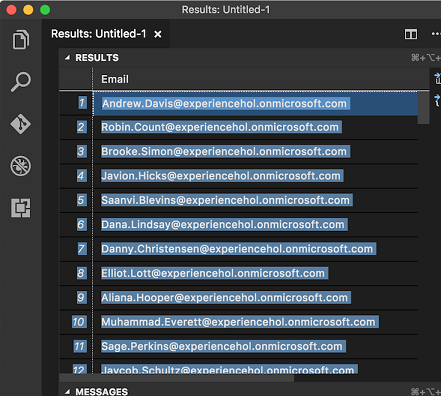 Results: Untitled-1
Results: Untitled-1 ×
RESULTS ⌘+⌥+
Email
1 Andrew.Davis@experiencehol.onmicrosoft.com
2 Robin.Count@experiencehol.onmicrosoft.com
3 Brooke.Simon@experiencehol.onmicrosoft.com
4 Javion.Hicks@experiencehol.onmicrosoft.com
5 Saanvi.Blevins@experiencehol.onmicrosoft.com
6 Dana.Lindsay@experiencehol.onmicrosoft.com
7 Danny.Christensen@experiencehol.onmicrosoft.com
8 Elliot.Lott@experiencehol.onmicrosoft.com
9 Aliana.Hooper@experiencehol.onmicrosoft.com
10 Muhammad.Everett@experiencehol.onmicrosoft.com
11 Sage.Perkins@experiencehol.onmicrosoft.com
12 Jaycob.Schultz@experiencehol.onmicrosoft.com
MESSAGES ⌘+⌥+